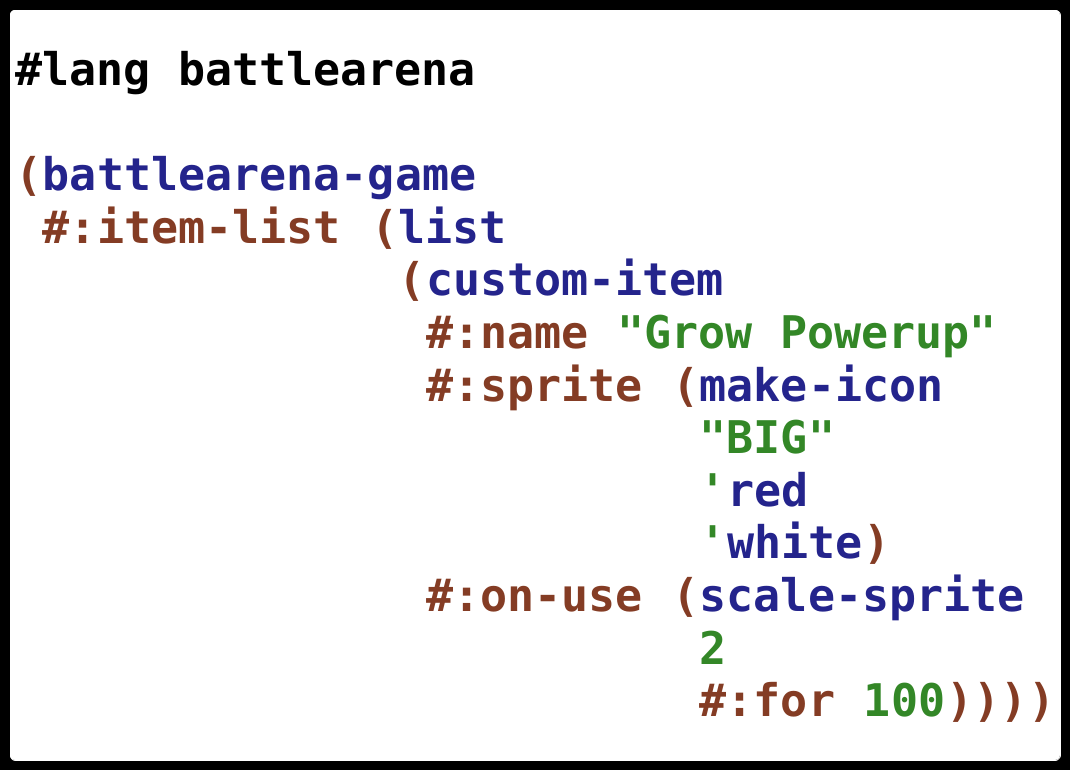 #lang battlearena
(battlearena-game
#:item-list (list
(custom-item
#:name "Grow Powerup"
#:sprite (make-icon
"BIG"
'red
'white)
#:on-use (scale-sprite
2
#:for 100))))